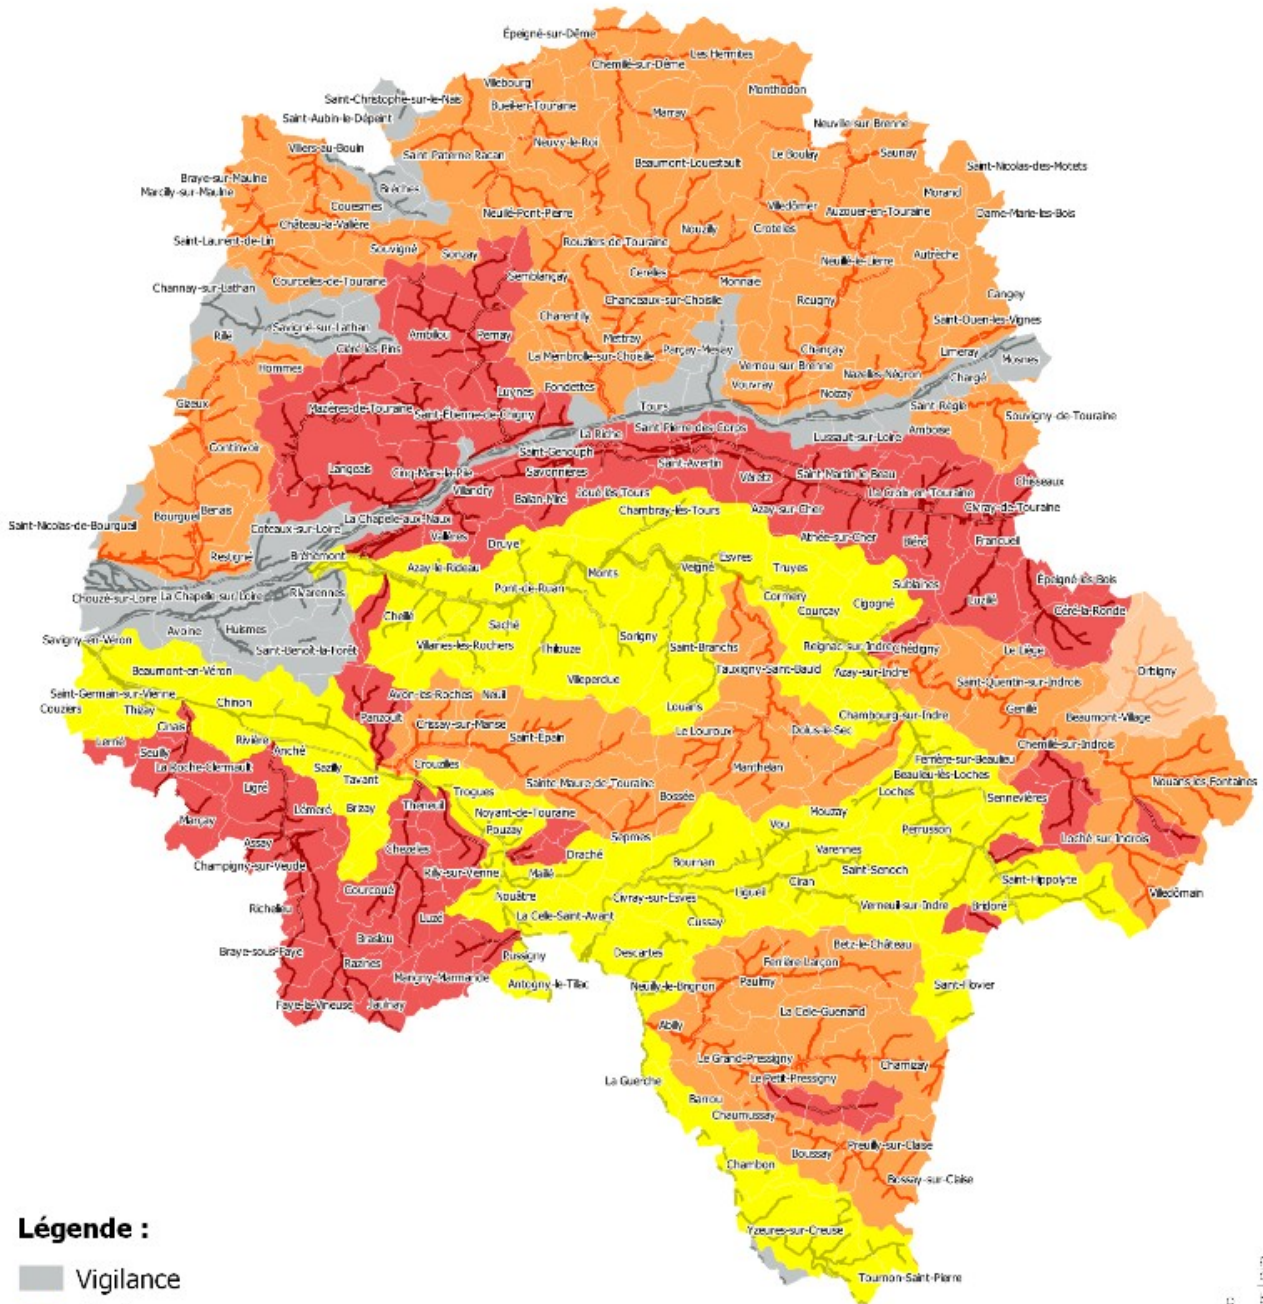 Épeigné-sur-Dême
Les Hermites
Chemillé-sur-Dême
Villebourg
Monthodon
Saint-Christophe-sur-le-Nais
Bueil-en-Touraine
Marray
Saint-Aubin-le-Dépeint
Neuville-sur-Brenne
Neuvy-le-Roi
Villiers-au-Bouin
Saint-Paterne-Racan
Le Boulay
Saunay
Beaumont-Louestault
Saint-Nicolas-des-Motets
Braye-sur-Maulne
Marcilly-sur-Maulne
Brèches
Morand
Couesmes
Villedômer
Neuillé-Pont-Pierre
Auzouer-en-Touraine
Dame-Marie-les-Bois
Château-la-Vallière
Nouzilly
Crotelles
Saint-Laurent-de-Lin
Souvigné
Rouziers-de-Touraine
Sonzay
Autrèche
Neuillé-le-Lierre
Semblançay
Cerelles
Courcelles-de-Touraine
Monnaie
Channay-sur-Lathan
Cangey
Chanceaux-sur-Choisille
Reugny
Charentilly
Saint-Ouen-les-Vignes
Savigné-sur-Lathan
Rillé
Ambillou
Pernay
Mettray
Cléré-les-Pins
Parçay-Meslay
Chançay
Limeray
La Membrolle-sur-Choisille
Mosnes
Hommes
Vernou-sur-Brenne
Nazelles-Négron
Chargé
Fondettes
Vouvray
Luynes
Noizay
Gizeux
Mazières-de-Touraine
Saint-Étienne-de-Chigny
Tours
Saint-Règle
Souvigny-de-Touraine
La Riche
Saint-Pierre-des-Corps
Amboise
Lussault-sur-Loire
Continvoir
Saint-Genouph
Saint-Avertin
Langeais
Cinq-Mars-la-Pile
Savonnières
Saint-Martin-le-Beau
Véretz
Chisseaux
Villandry
Ballan-Miré
Joué-lès-Tours
La Croix-en-Touraine
Civray-de-Touraine
Benais
Bourgueil
Saint-Nicolas-de-Bourgueil
Coteaux-sur-Loire
La Chapelle-aux-Naux
Chambray-lès-Tours
Azay-sur-Cher
Vallères
Druye
Athée-sur-Cher
Bléré
Francueil
Restigné
Bréhémont
Azay-le-Rideau
Monts
Veigné
Esvres
Truyes
Sublaines
Épeigné-les-Bois
Chouzé-sur-Loire
La Chapelle-sur-Loire
Rivarennes
Pont-de-Ruan
Cormery
Courçay
Cigogné
Luzillé
Céré-la-Ronde
Cheillé
Saché
Avoine
Huismes
Sorigny
Savigny-en-Véron
Villaines-les-Rochers
Thilouze
Saint-Branchs
Reignac-sur-Indre
Chédigny
Le Liège
Saint-Benoît-la-Forêt
Beaumont-en-Véron
Villeperdue
Tauxigny-Saint-Bauld
Azay-sur-Indre
Saint-Quentin-sur-Indrois
Orbigny
Saint-Germain-sur-Vienne
Couziers
Thizay
Chinon
Avon-les-Roches
Neuil
Louans
Genillé
Beaumont-Village
Panzoult
Crissay-sur-Manse
Chambourg-sur-Indre
Cinais
Rivière
Saint-Épain
Le Louroux
Dolus-le-Sec
Lerné
Seuilly
Anché
Chemillé-sur-Indrois
La Roche-Clermault
Sazilly
Crouzilles
Manthelan
Ferrière-sur-Beaulieu
Tavant
Beaulieu-lès-Loches
Nouans-les-Fontaines
Ligré
Sainte-Maure-de-Touraine
Trogues
Bossée
Loches
Sennevières
Theneuil
Lémeré
Brizay
Noyant-de-Touraine
Mouzay
Marçay
Pouzay
Vou
Perrusson
Sepmes
Loché-sur-Indrois
Assay
Chezelles
Draché
Varennes
Champigny-sur-Veude
Rilly-sur-Vienne
Maillé
Bournan
Saint-Senoch
Ciran
Saint-Hippolyte
Courcoué
Nouâtre
Civray-sur-Esves
Ligueil
Villedômain
Richelieu
Luzé
La Celle-Saint-Avant
Cussay
Verneuil-sur-Indre
Bridoré
Braslou
Betz-le-Château
Braye-sous-Faye
Razines
Pussigny
Descartes
Ferrière-Larçon
Marigny-Marmande
Antogny-le-Tillac
Neuilly-le-Brignon
Paulmy
Saint-Flovier
Faye-la-Vineuse
Jaulnay
La Celle-Guenand
Abilly
Le Grand-Pressigny
Charnizay
La Guerche
Le Petit-Pressigny
Barrou
Chaumussay
Preuilly-sur-Claise
Boussay
Chambon
Bossay-sur-Claise
Yzeures-sur-Creuse
Tournon-Saint-Pierre
Légende :
Vigilance